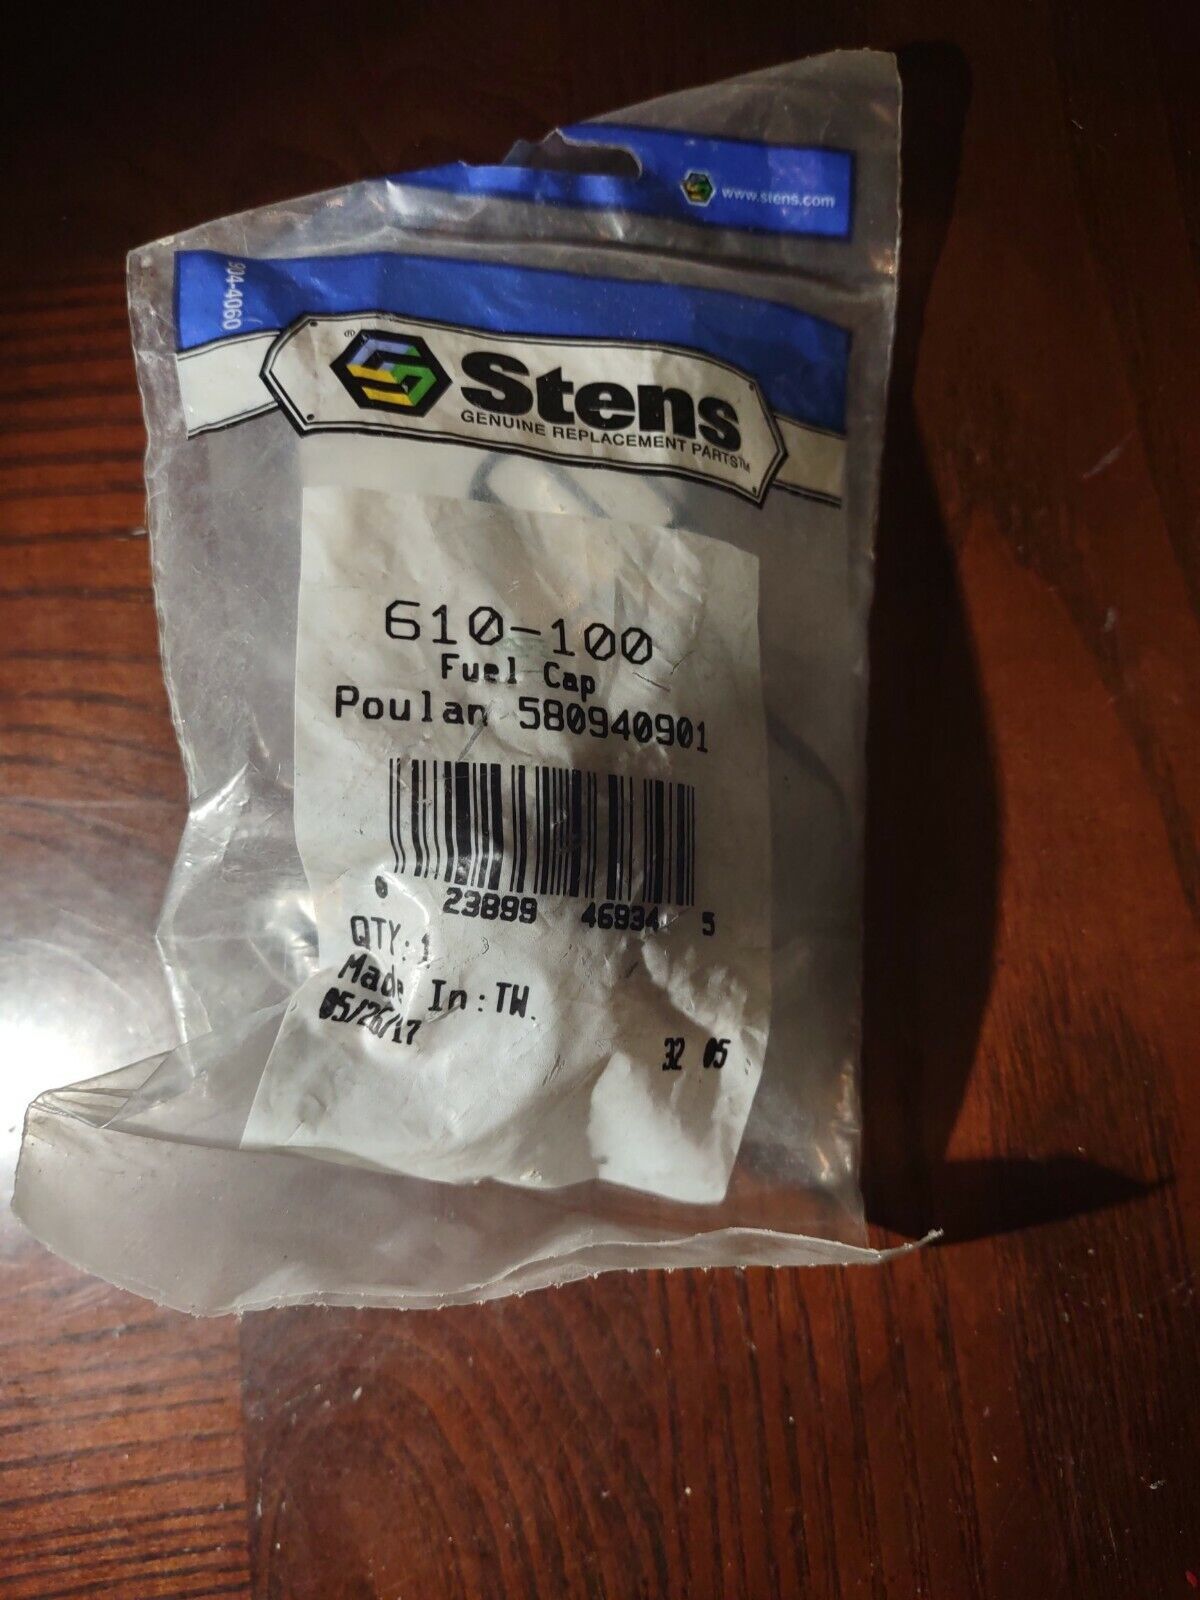 www.stens.com
904-4060
Stens®
GENUINE REPLACEMENT PARTS™
610-100
Fuel Cap
Poulan 580940901
0 23899 46934 5
QTY: 1
Made In:TW
05/26/17
32 05